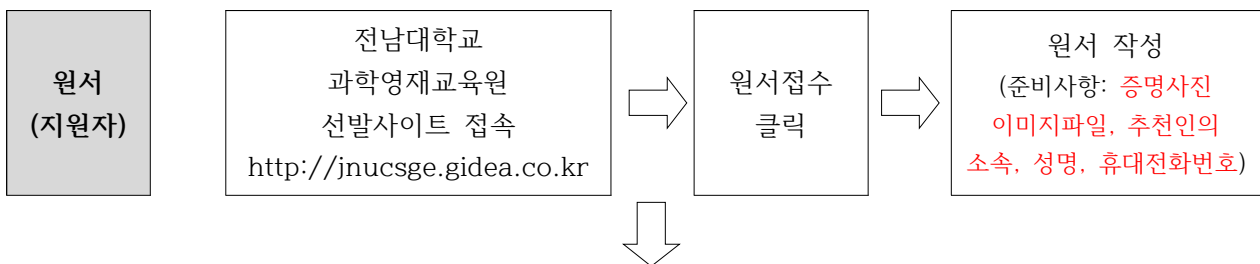 원서
(지원자)
전남대학교
과학영재교육원
선발사이트 접속
http://jnucsge.gidea.co.kr
원서접수
클릭
원서 작성
(준비사항: 증명사진
이미지파일, 추천인의
소속, 성명, 휴대전화번호)